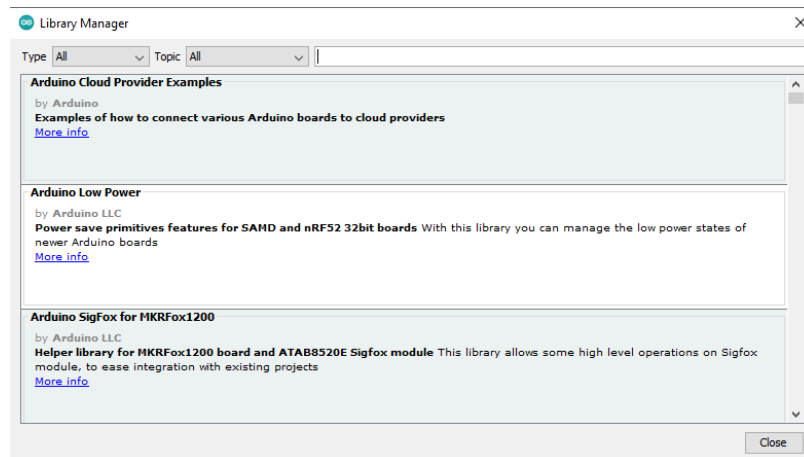 Library Manager
Type All Topic All
Arduino Cloud Provider Examples
by Arduino
Examples of how to connect various Arduino boards to cloud providers
More info
Arduino Low Power
by Arduino LLC
Power save primitives features for SAMD and nRF52 32bit boards With this library you can manage the low power states of
newer Arduino boards
More info
Arduino SigFox for MKRFox1200
by Arduino LLC
Helper library for MKRFox1200 board and ATAB8520E Sigfox module This library allows some high level operations on Sigfox
module, to ease integration with existing projects
More info
Close